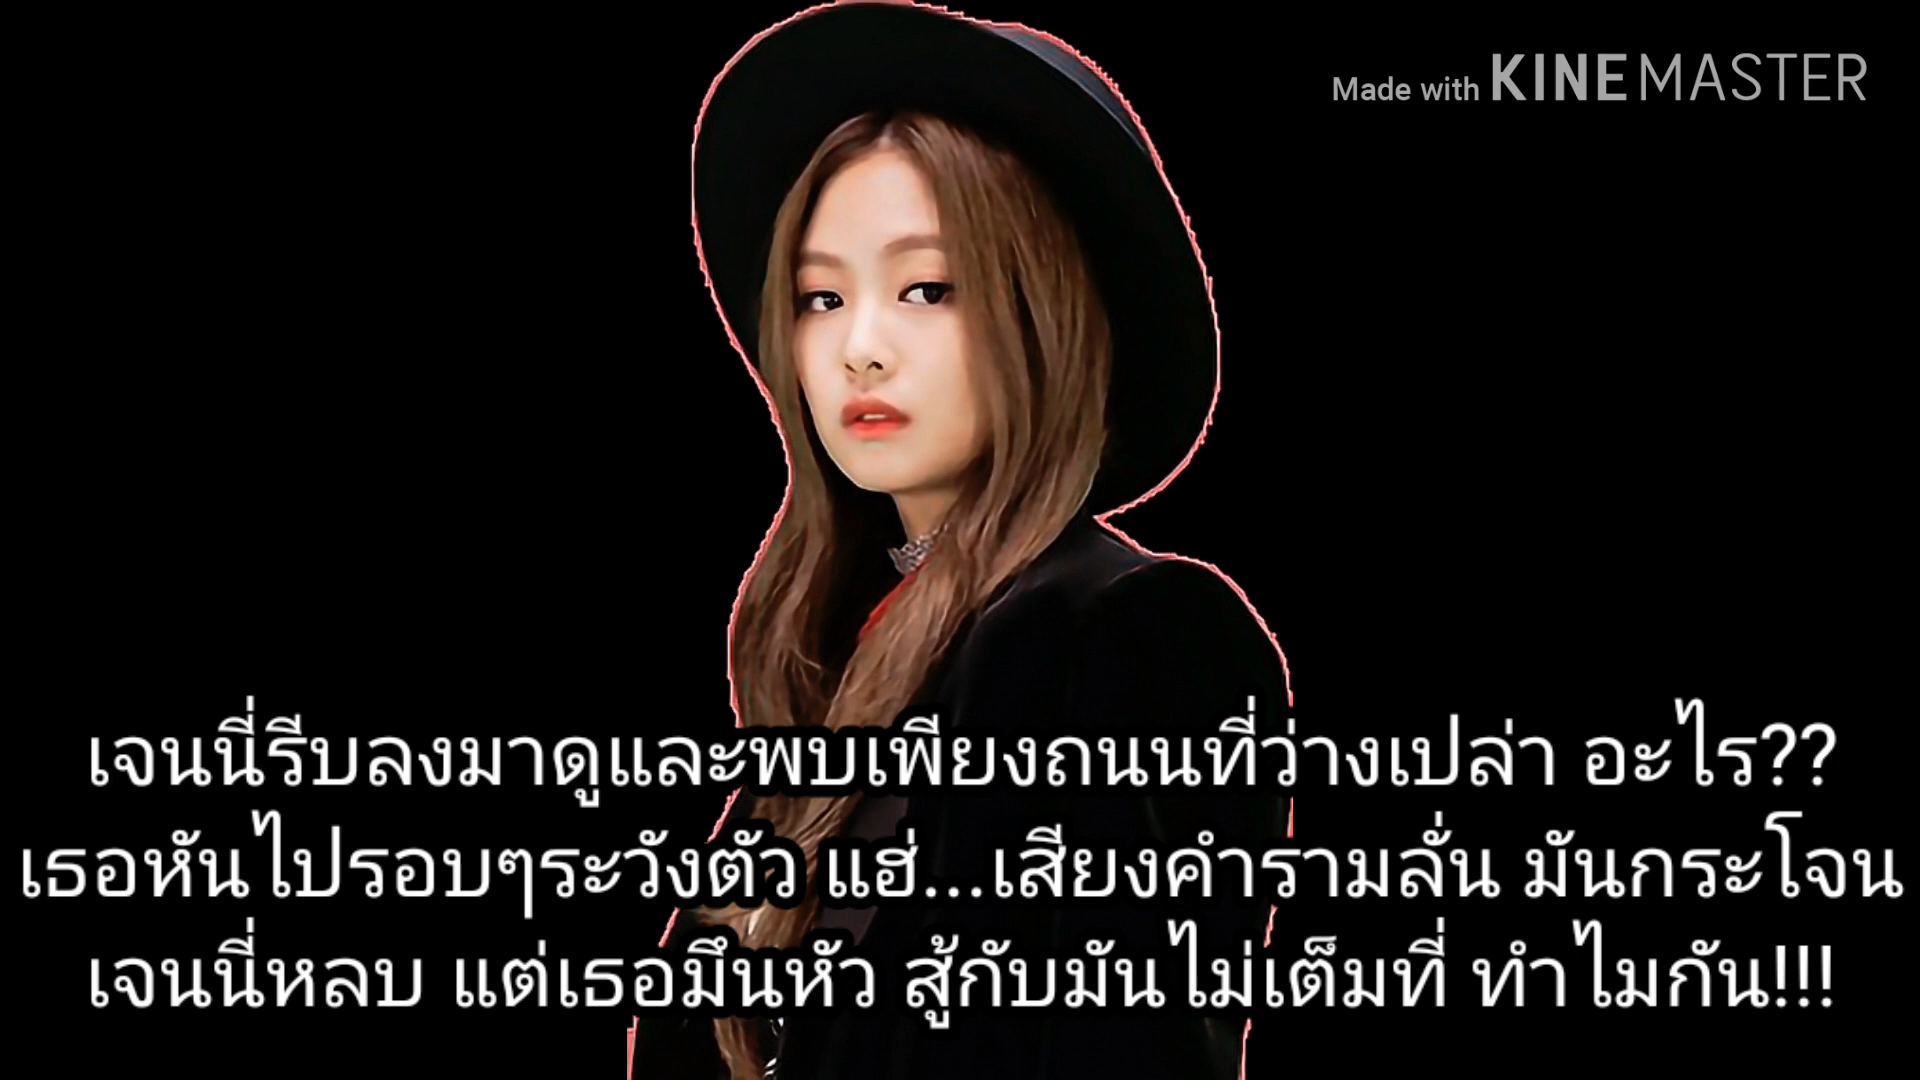 Made with KINEMASTER
เจนนี่รีบลงมาดูและพบเพียงถนนที่ว่างเปล่า อะไร??
เธอหันไปรอบๆระวังตัว แฮ่...เสียงคำรามลั่น มันกระโจน
เจนนี่หลบ แต่เธอมึนหัว สู้กับมันไม่เต็มที่ ทำไมกัน!!!